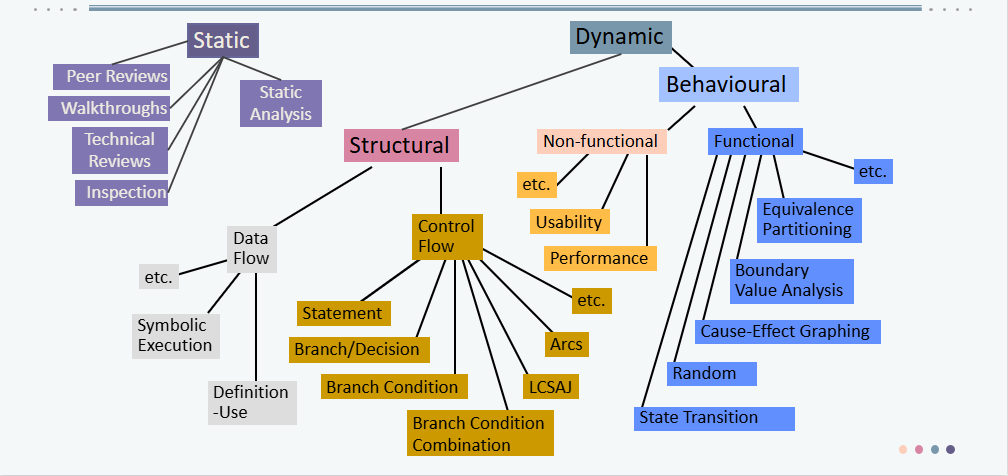 Static
Peer Reviews
Walkthroughs
Technical
Reviews
Inspection
Static
Analysis
Dynamic
Structural
Data
Flow
etc.
Symbolic
Execution
Definition
-Use
Control
Flow
Statement
Branch/Decision
Branch Condition
Branch Condition
Combination
LCSAJ
Arcs
etc.
Behavioural
Non-functional
etc.
Usability
Performance
Functional
etc.
Equivalence
Partitioning
Boundary
Value Analysis
Cause-Effect Graphing
Random
State Transition